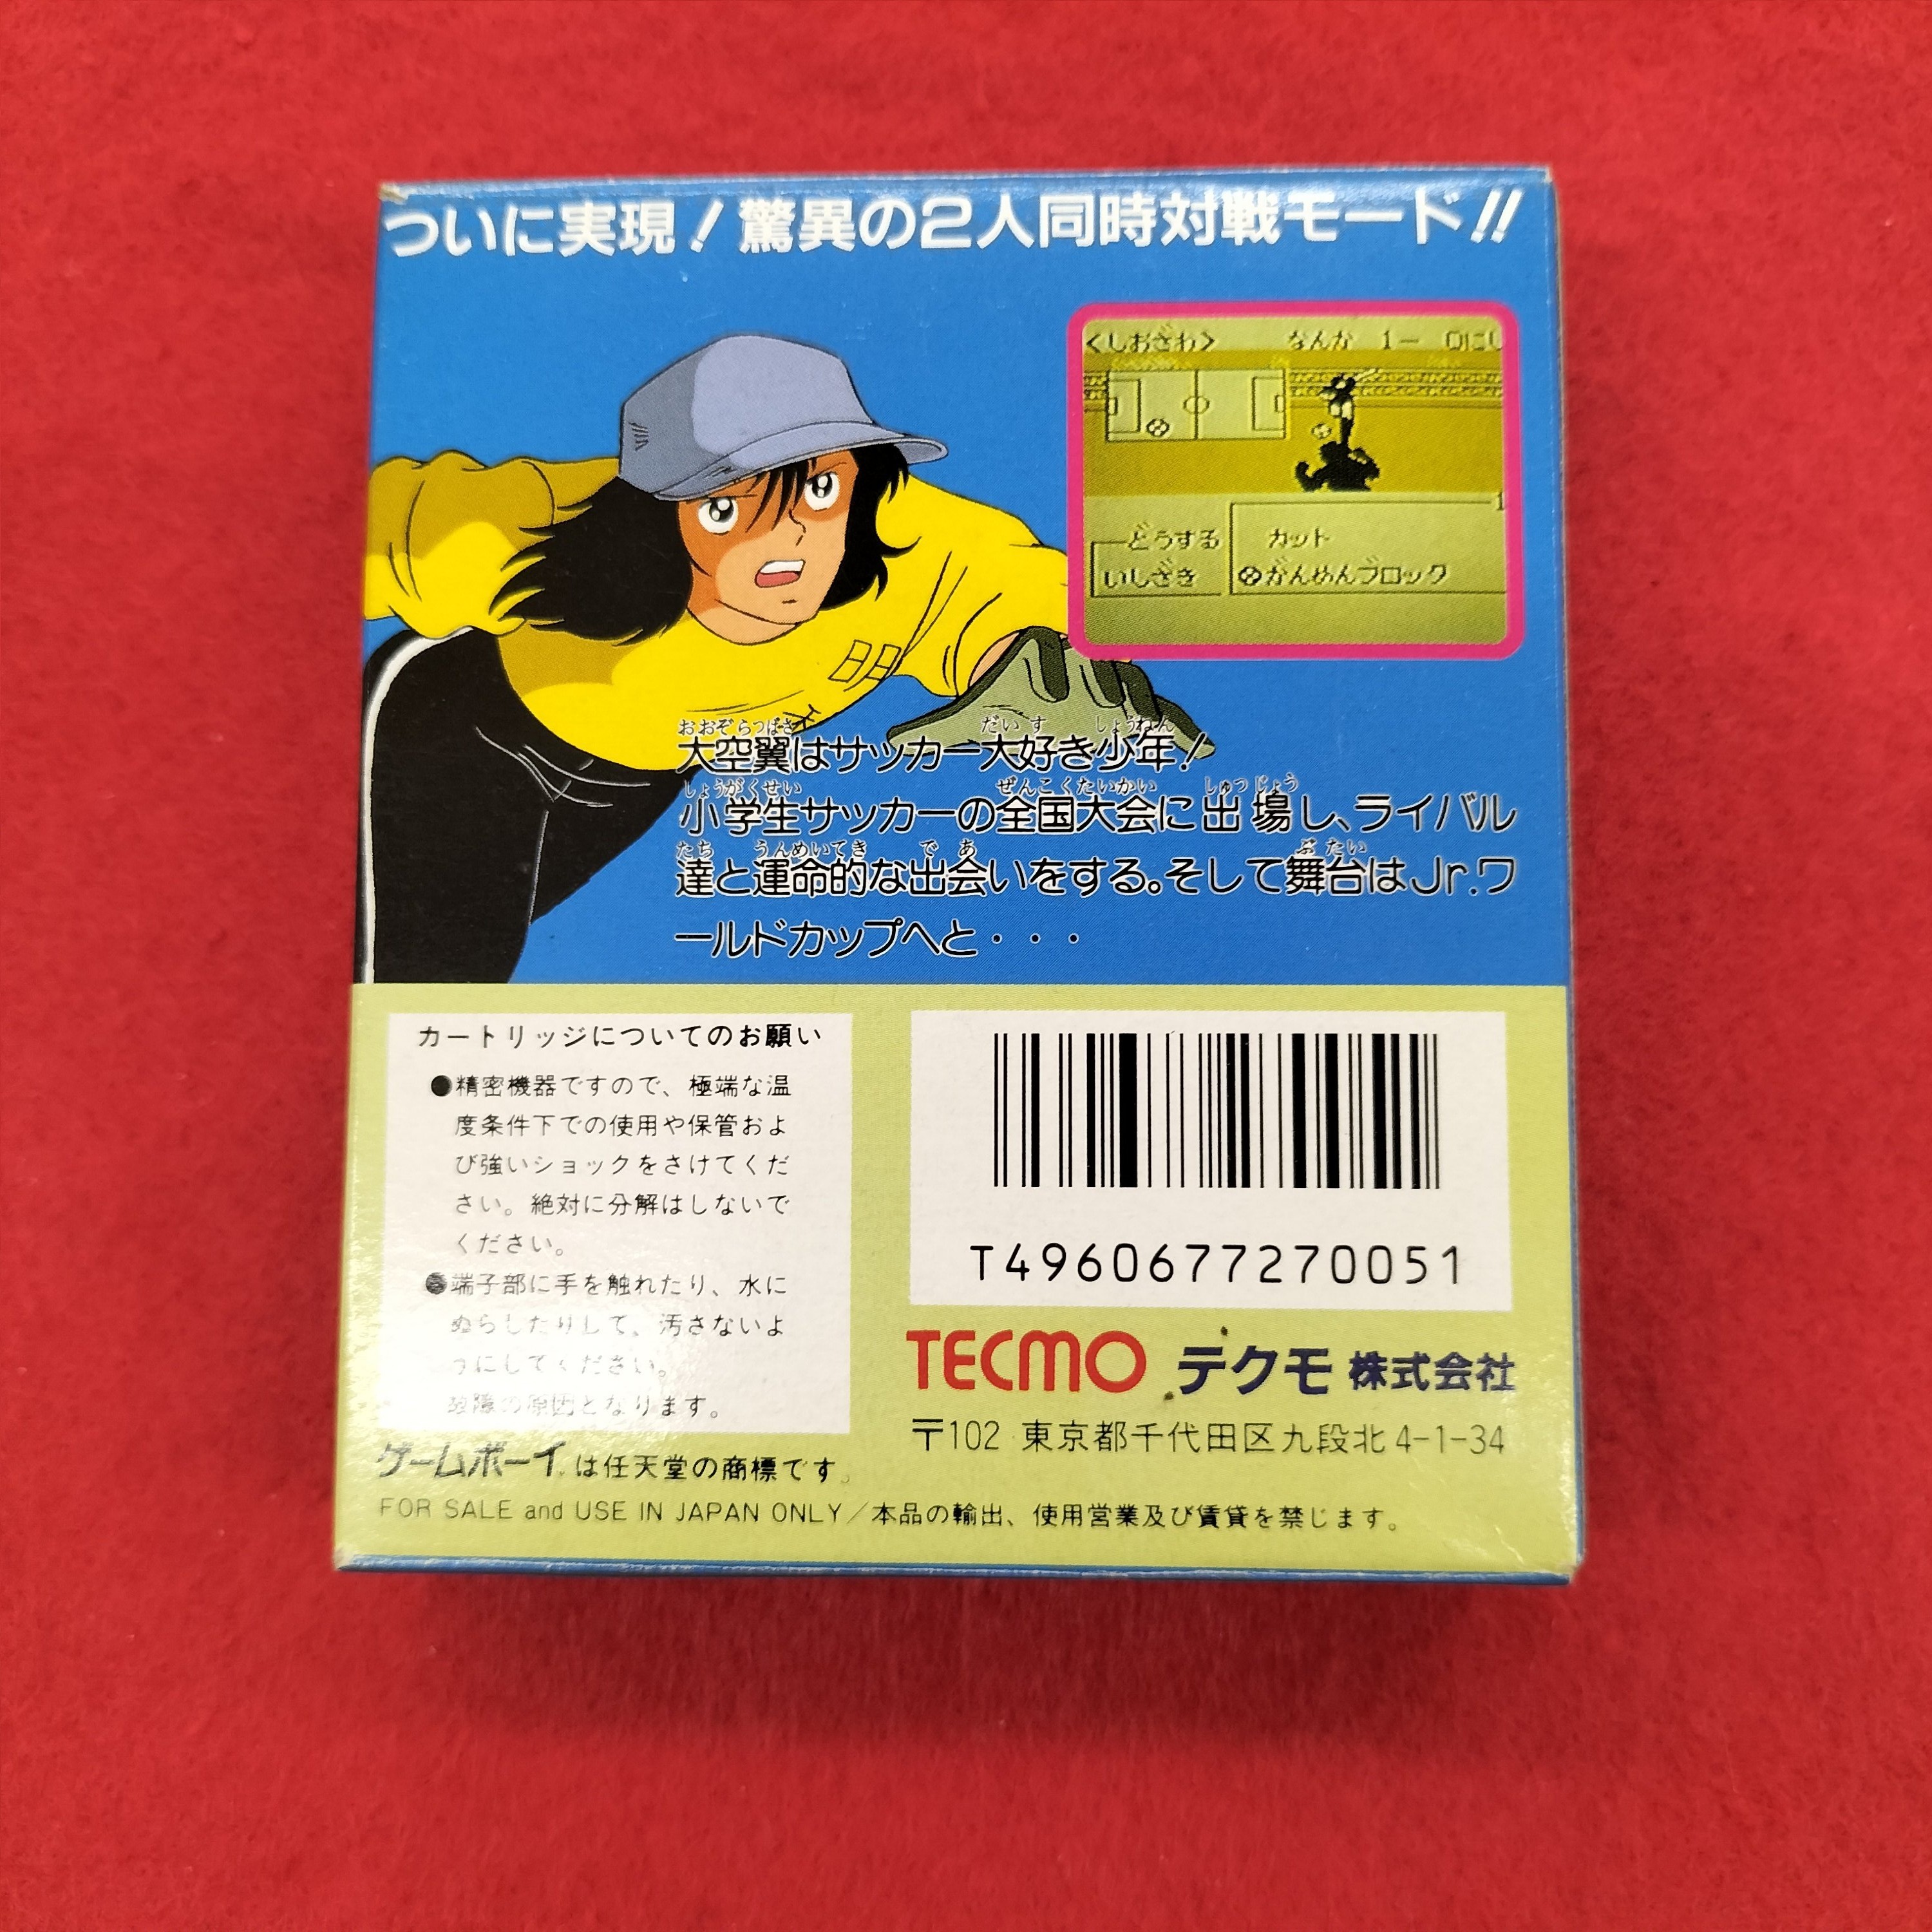 ついに実現！驚異の2人同時対戦モード!!
<しおざわ> なんか 1－ 0にし
1
どうする カット
いしざき がんめんブロック
明
おおぞらつばさ だいす しょうねん
大空翼はサッカー大好き少年！
しょうがくせい ぜんこくたいかい しゅつじょう
小学生サッカーの全国大会に出場し、ライバル
たち うんめいてき で あ ぶたい
達と運命的な出会いをする。そして舞台はJr.ワ
ールドカップへと・・・
カートリッジについてのお願い
●精密機器ですので、極端な温
度条件下での使用や保管およ
び強いショックをさけてくだ
さい。絶対に分解はしないで
ください。
●端子部に手を触れたり、水に
ぬらしたりして、汚さないよ
うにしてください。
故障の原因となります。
T4960677270051
TECMO テクモ株式会社
〒102 東京都千代田区九段北4-1-34
ゲームボーイは任天堂の商標です。
FOR SALE and USE IN JAPAN ONLY／本品の輸出、使用営業及び賃貸を禁じます。